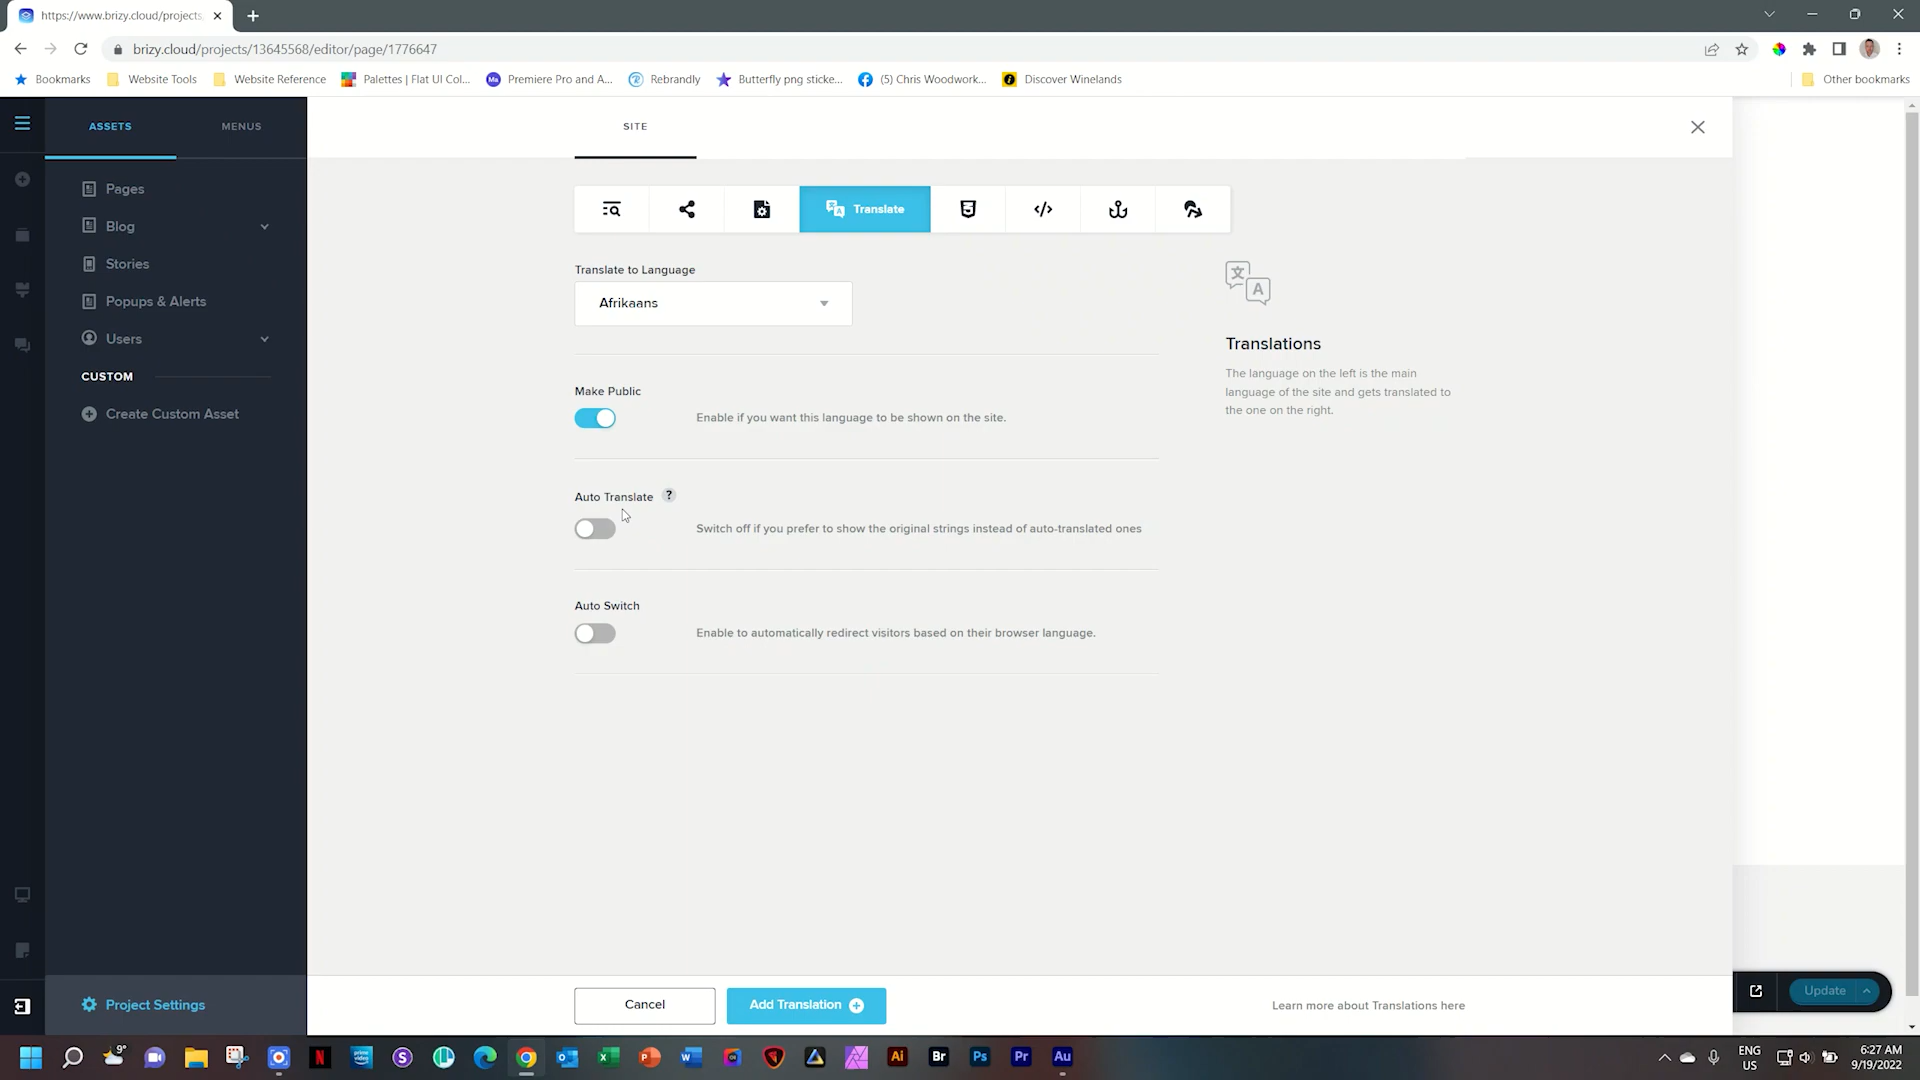 https://www.brizy.cloud/projects
brizy.cloud/projects/13645568/editor/page/1776647
Bookmarks
Website Tools
Website Reference
Palettes | Flat UI Col...
Premiere Pro and A...
Rebrandly
Butterfly png sticke...
(5) Chris Woodwork...
Discover Winelands
Other bookmarks
ASSETS
MENUS
SITE
Pages
Blog
Stories
Popups & Alerts
Users
CUSTOM
Create Custom Asset
Translate
Translate to Language
Afrikaans
Translations
The language on the left is the main
language of the site and gets translated to
the one on the right.
Make Public
Enable if you want this language to be shown on the site.
Auto Translate ?
Switch off if you prefer to show the original strings instead of auto-translated ones
Auto Switch
Enable to automatically redirect visitors based on their browser language.
Project Settings
Cancel
Add Translation
Learn more about Translations here
Update
9°
ENG
US
6:27 AM
9/19/2022